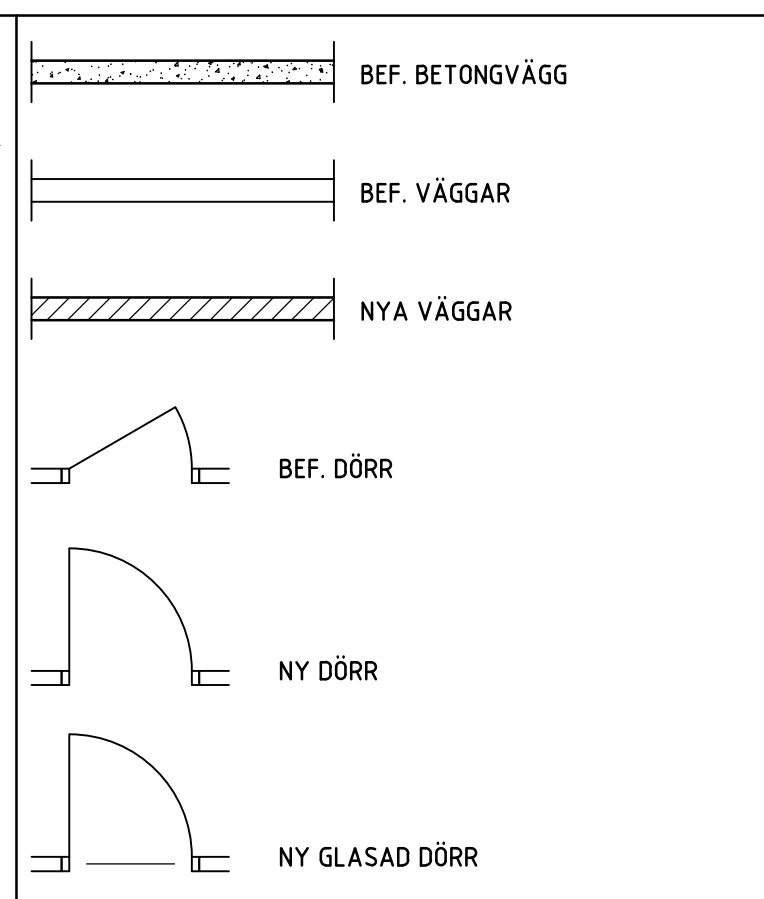 BEF. BETONGVÄGG
BEF. VÄGGAR
NYA VÄGGAR
BEF. DÖRR
NY DÖRR
NY GLASAD DÖRR